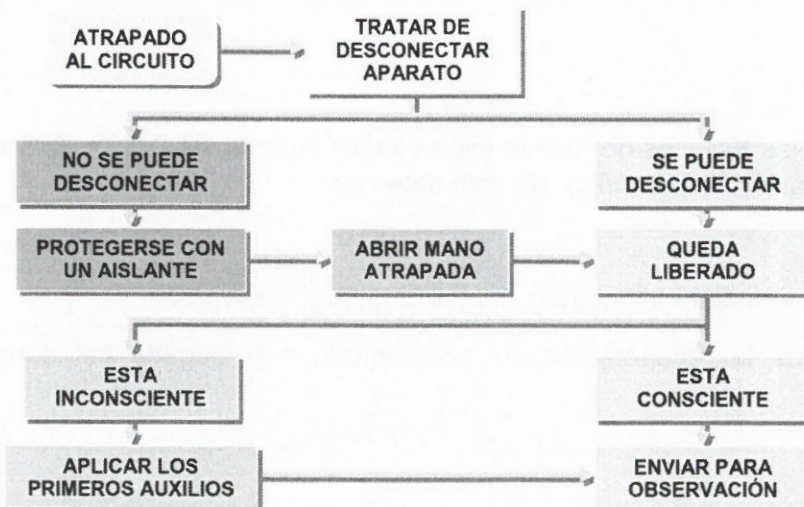 ATRAPADO
AL CIRCUITO
TRATAR DE
DESCONECTAR
APARATO
NO SE PUEDE
DESCONECTAR
SE PUEDE
DESCONECTAR
PROTEGERSE CON
UN AISLANTE
ABRIR MANO
ATRAPADA
QUEDA
LIBERADO
ESTA
INCONSCIENTE
ESTA
CONSCIENTE
APLICAR LOS
PRIMEROS AUXILIOS
ENVIAR PARA
OBSERVACIÓN